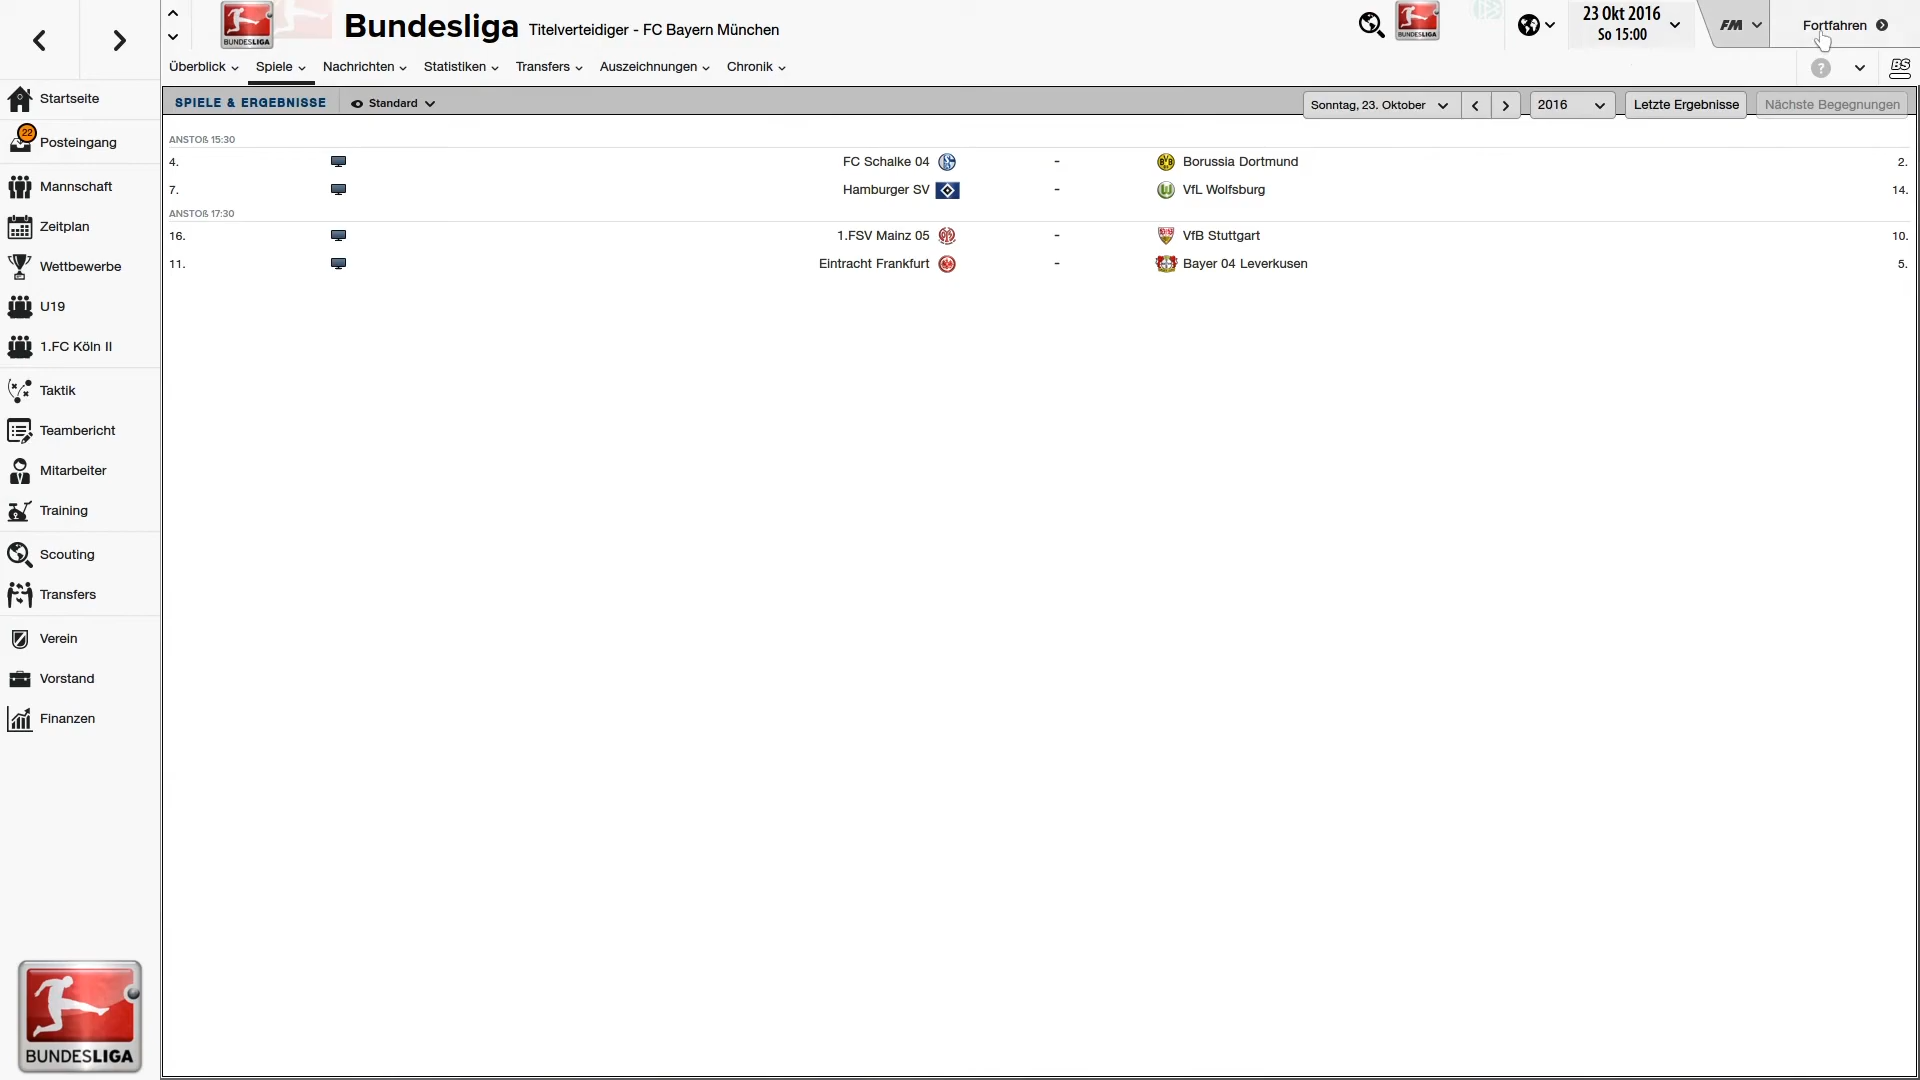 Bundesliga Titelverteidiger - FC Bayern München
23 Okt 2016
So 15:00
FM
Fortfahren
Überblick Spiele Nachrichten Statistiken Transfers Auszeichnungen Chronik
? BS
SPIELE & ERGEBNISSE Standard Sonntag, 23. Oktober 2016 Letzte Ergebnisse Nächste Begegnungen
ANSTOß 15:30
4. FC Schalke 04 - Borussia Dortmund 2.
7. Hamburger SV - VfL Wolfsburg 14.
ANSTOß 17:30
16. 1.FSV Mainz 05 - VfB Stuttgart 10.
11. Eintracht Frankfurt - Bayer 04 Leverkusen 5.
Startseite
22
Posteingang
Mannschaft
Zeitplan
Wettbewerbe
U19
1.FC Köln II
Taktik
Teambericht
Mitarbeiter
Training
Scouting
Transfers
Verein
Vorstand
Finanzen
BUNDESLIGA
BUNDESLIGA
BUNDESLIGA